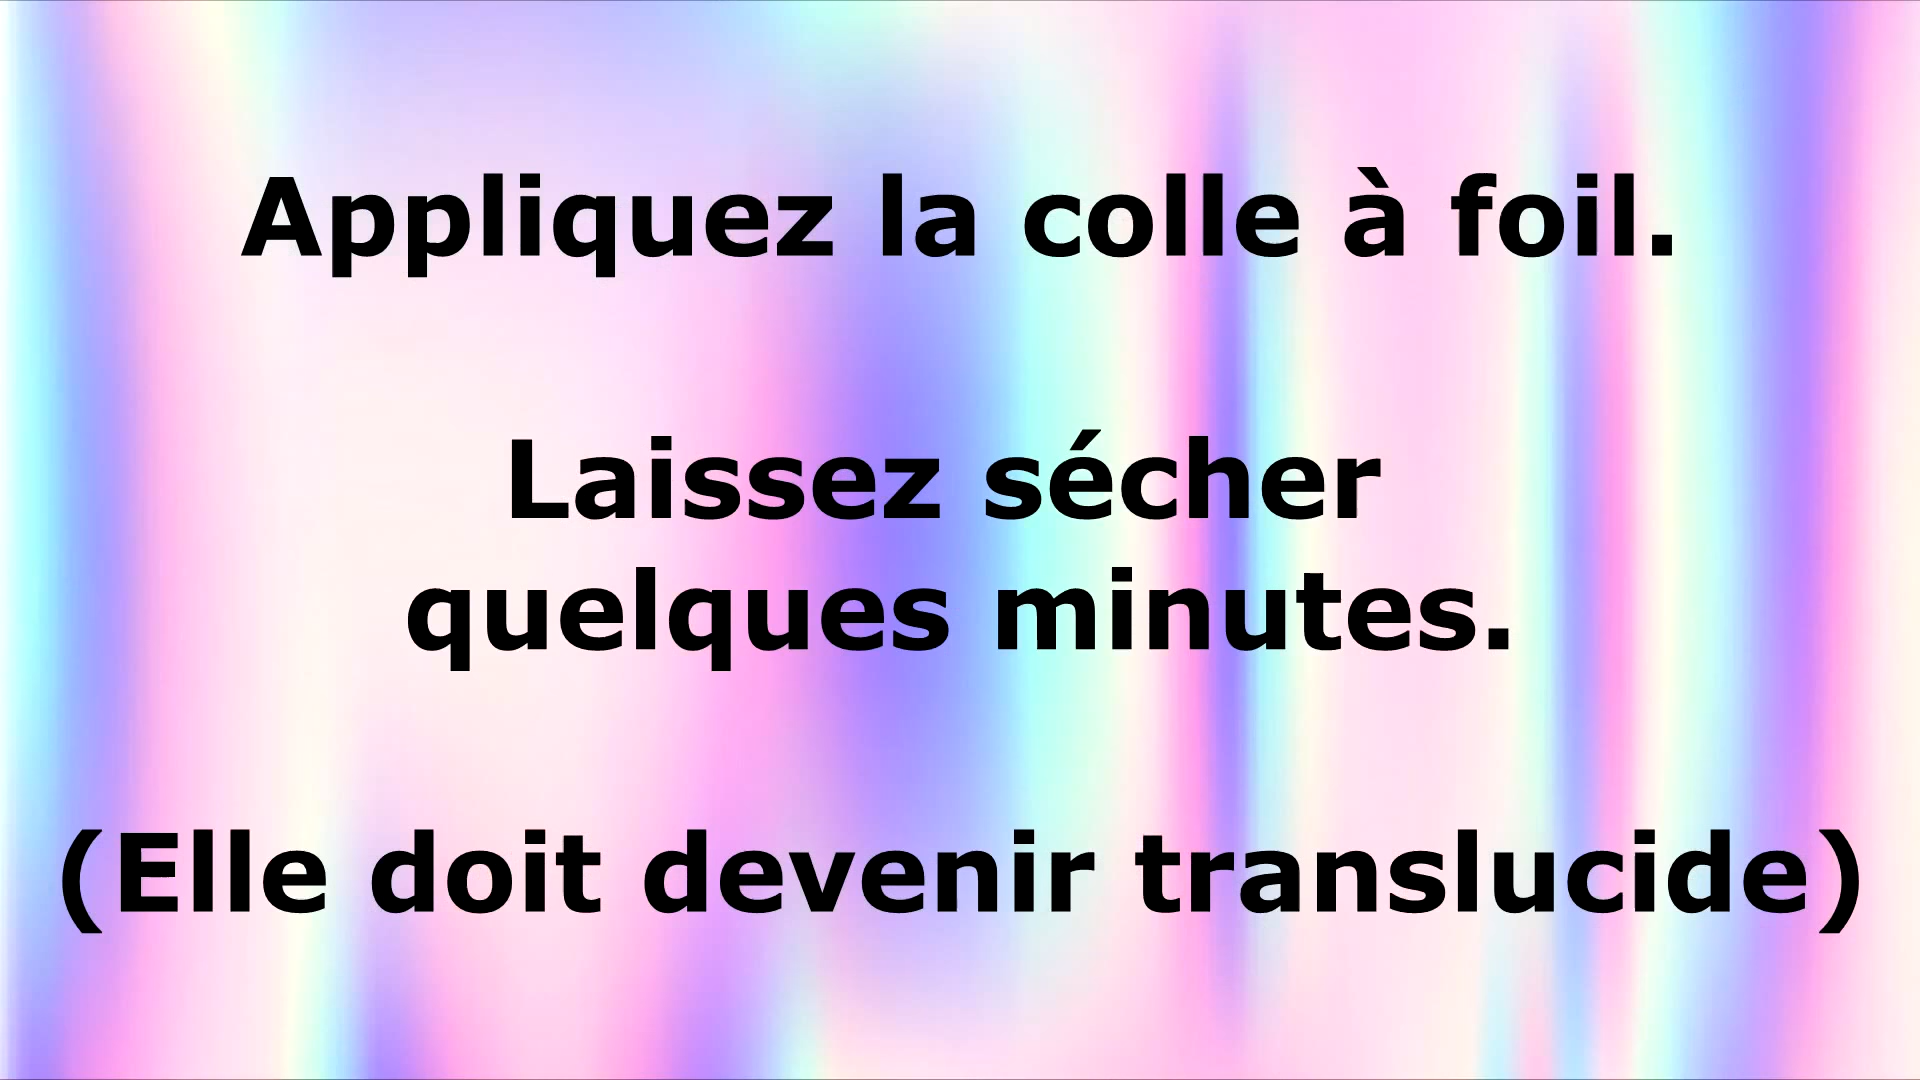 Appliquez la colle à foil.
Laissez sécher
quelques minutes.
(Elle doit devenir translucide)